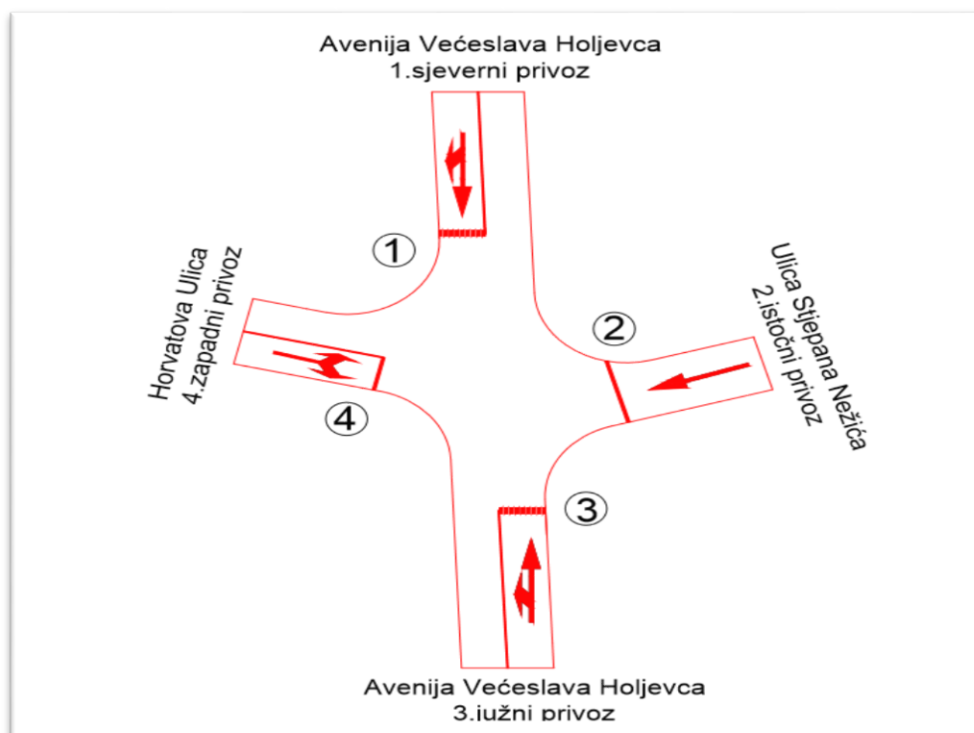 Avenija Većeslava Holjevca
1.sjeverni privoz
1
Horvatova Ulica
4.zapadni privoz
2
Ulica Stjepana Nežića
2.istočni privoz
4
3
Avenija Većeslava Holjevca
3.južni privoz